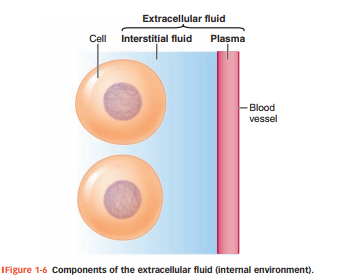 Extracellular fluid
Cell Interstitial fluid Plasma
Blood
vessel
Figure 1-6 Components of the extracellular fluid (internal environment).